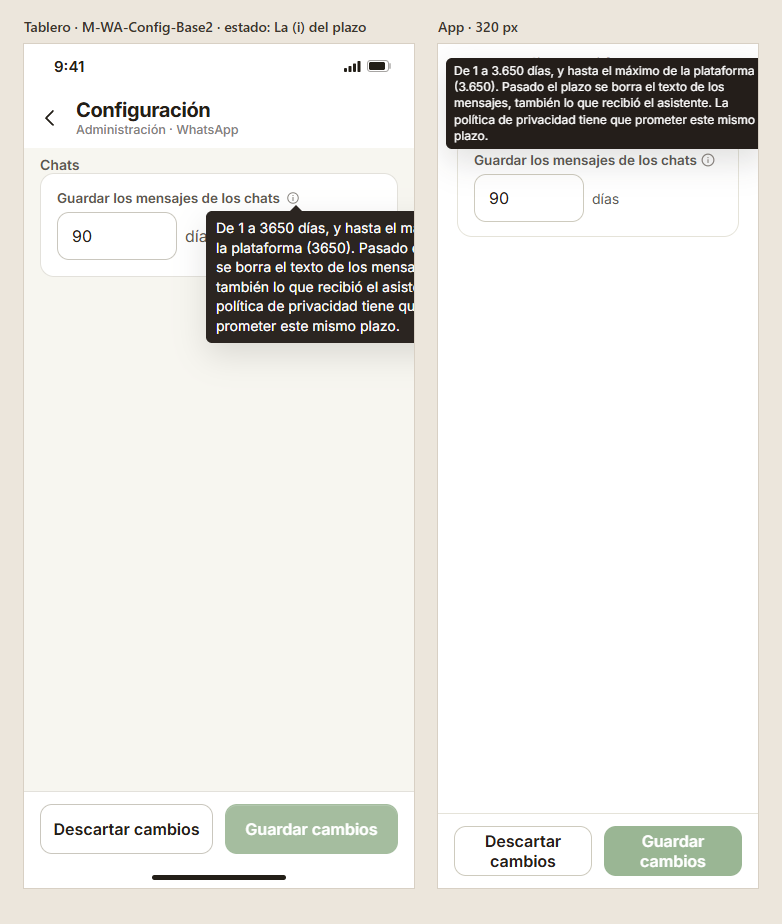 Tablero · M-WA-Config-Base2 · estado: La (i) del plazo
9:41
Configuración
Administración · WhatsApp
Chats
Guardar los mensajes de los chats
90
De 1 a 3650 días, y hasta el
la plataforma (3650). Pasado
se borra el texto de los
también lo que recibió el
política de privacidad tiene
prometer este mismo plazo.
Descartar cambios
Guardar cambios
App · 320 px
De 1 a 3.650 días, y hasta el máximo de la plataforma
(3.650). Pasado el plazo se borra el texto de los
mensajes, también lo que recibió el asistente. La
política de privacidad tiene que prometer este mismo
plazo.
Guardar los mensajes de los chats
90
días
Descartar
cambios
Guardar
cambios